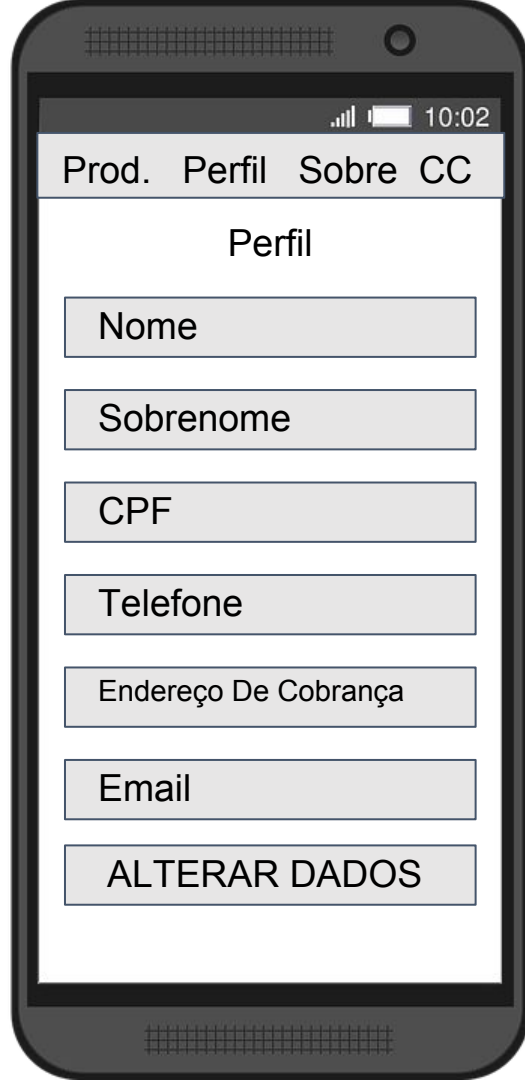 10:02
Prod. Perfil Sobre CC
Perfil
Nome
Sobrenome
CPF
Telefone
Endereço De Cobrança
Email
ALTERAR DADOS